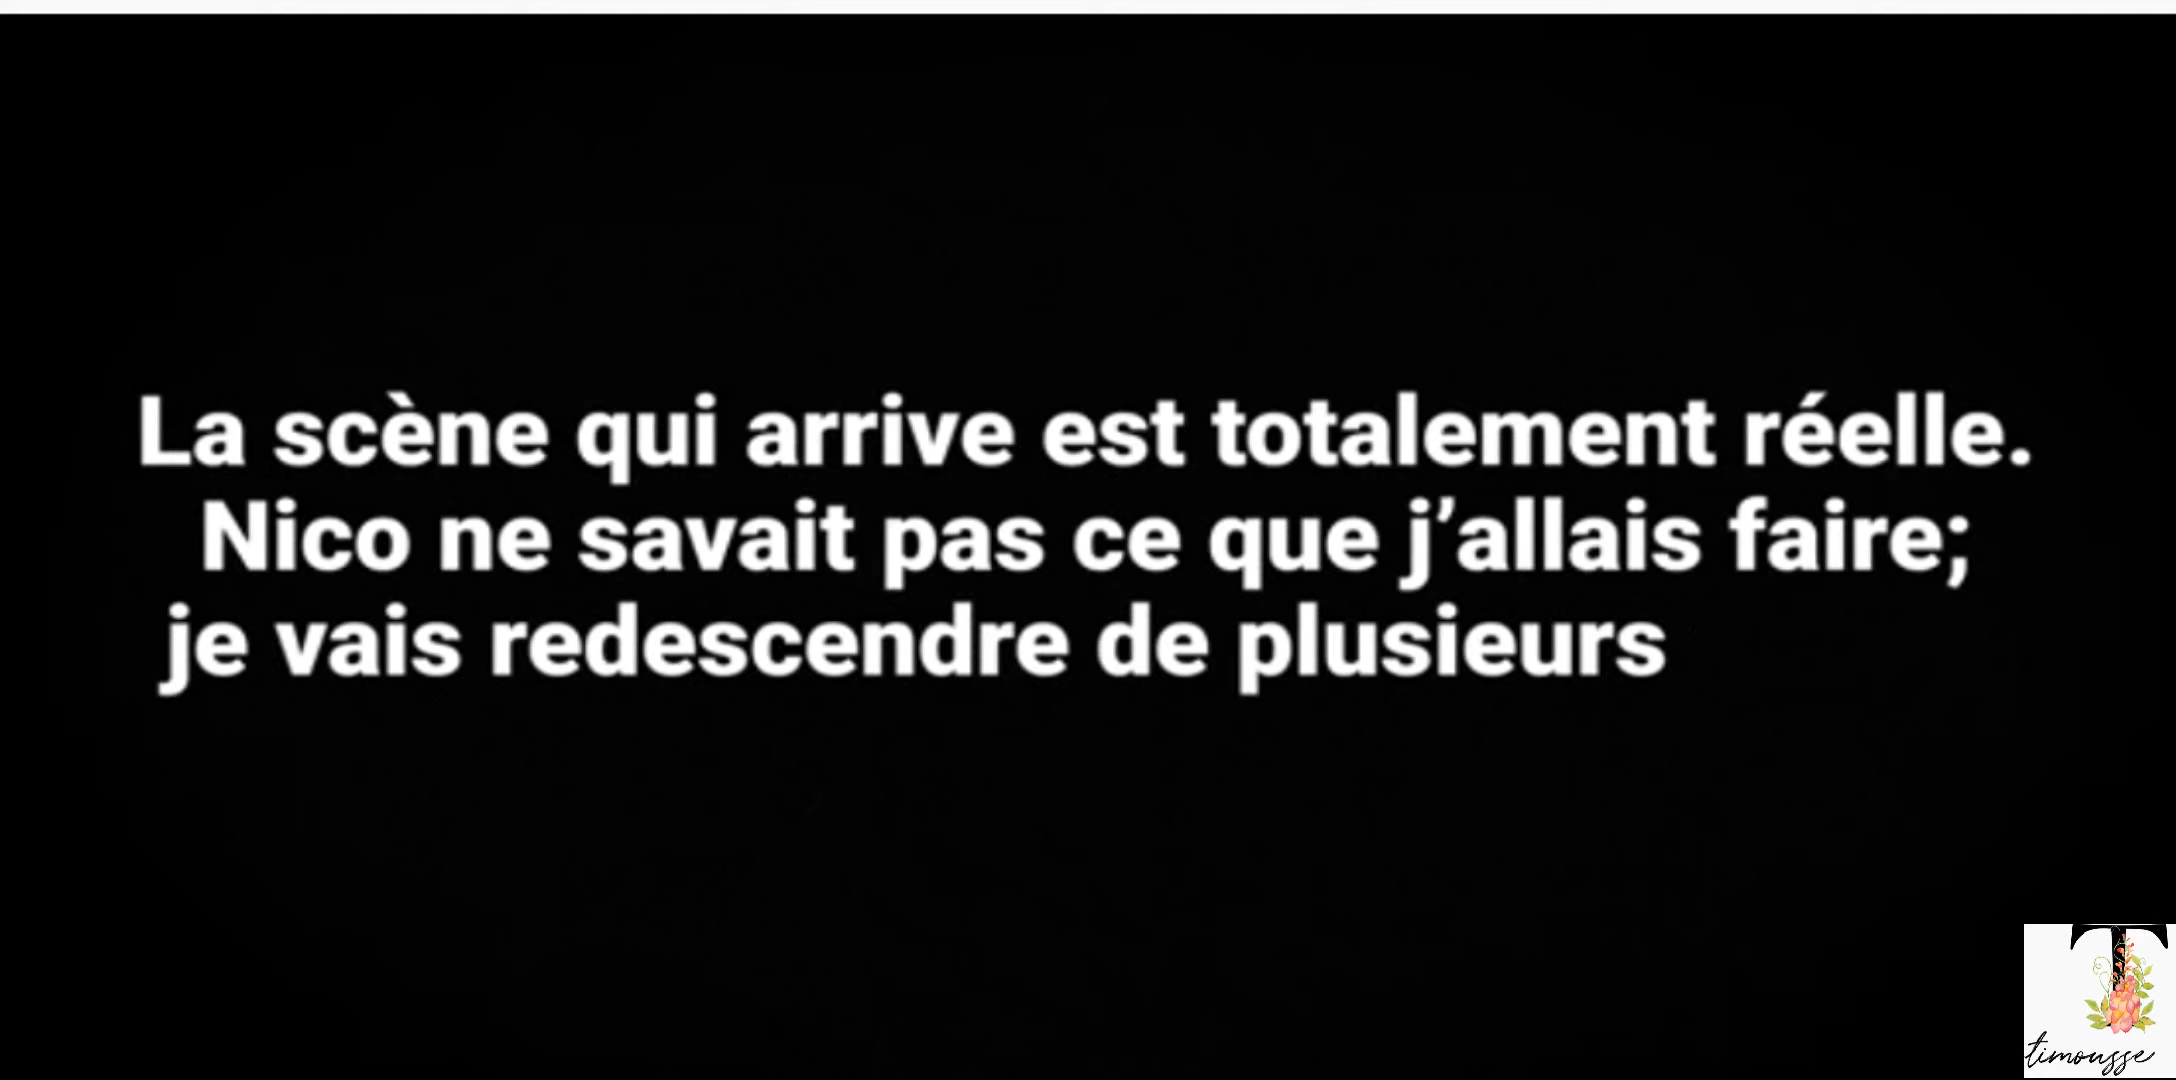 La scène qui arrive est totalement réelle.
Nico ne savait pas ce que j’allais faire;
je vais redescendre de plusieurs
T
timousse